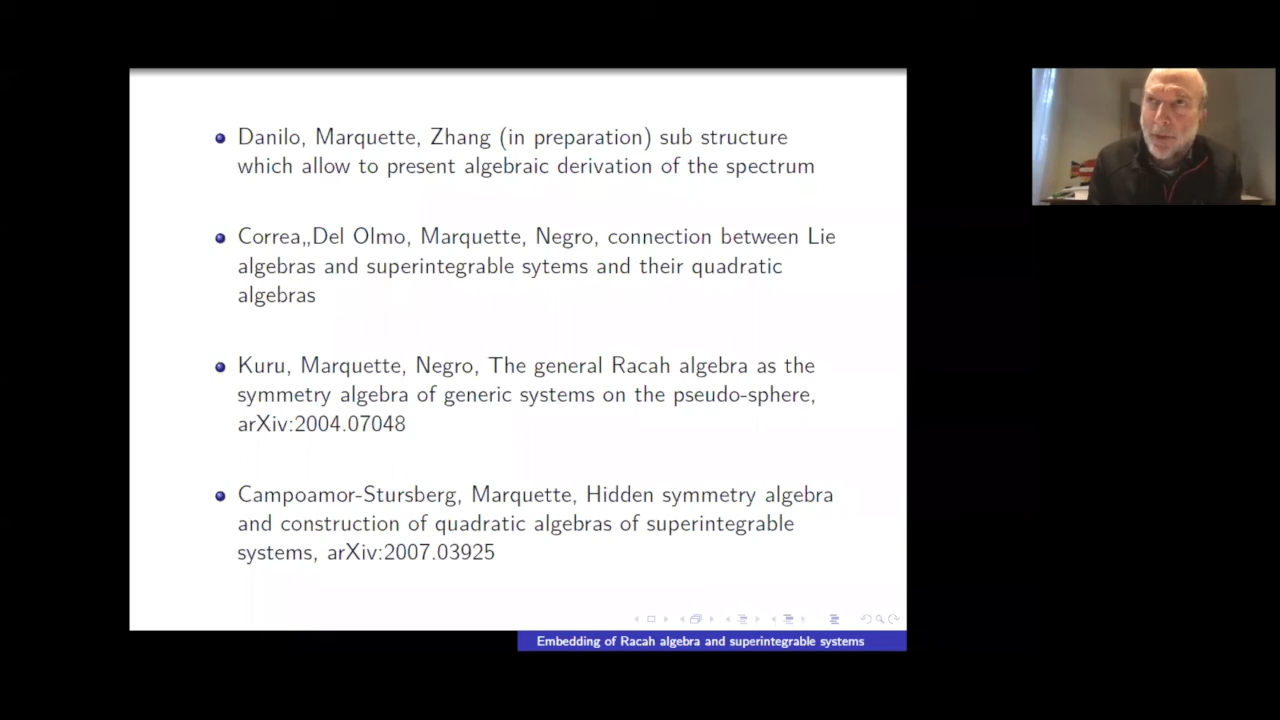 Danilo, Marquette, Zhang (in preparation) sub structure
which allow to present algebraic derivation of the spectrum
Correa,,Del Olmo, Marquette, Negro, connection between Lie
algebras and superintegrable sytems and their quadratic
algebras
Kuru, Marquette, Negro, The general Racah algebra as the
symmetry algebra of generic systems on the pseudo-sphere,
arXiv:2004.07048
Campoamor-Stursberg, Marquette, Hidden symmetry algebra
and construction of quadratic algebras of superintegrable
systems, arXiv:2007.03925
Embedding of Racah algebra and superintegrable systems